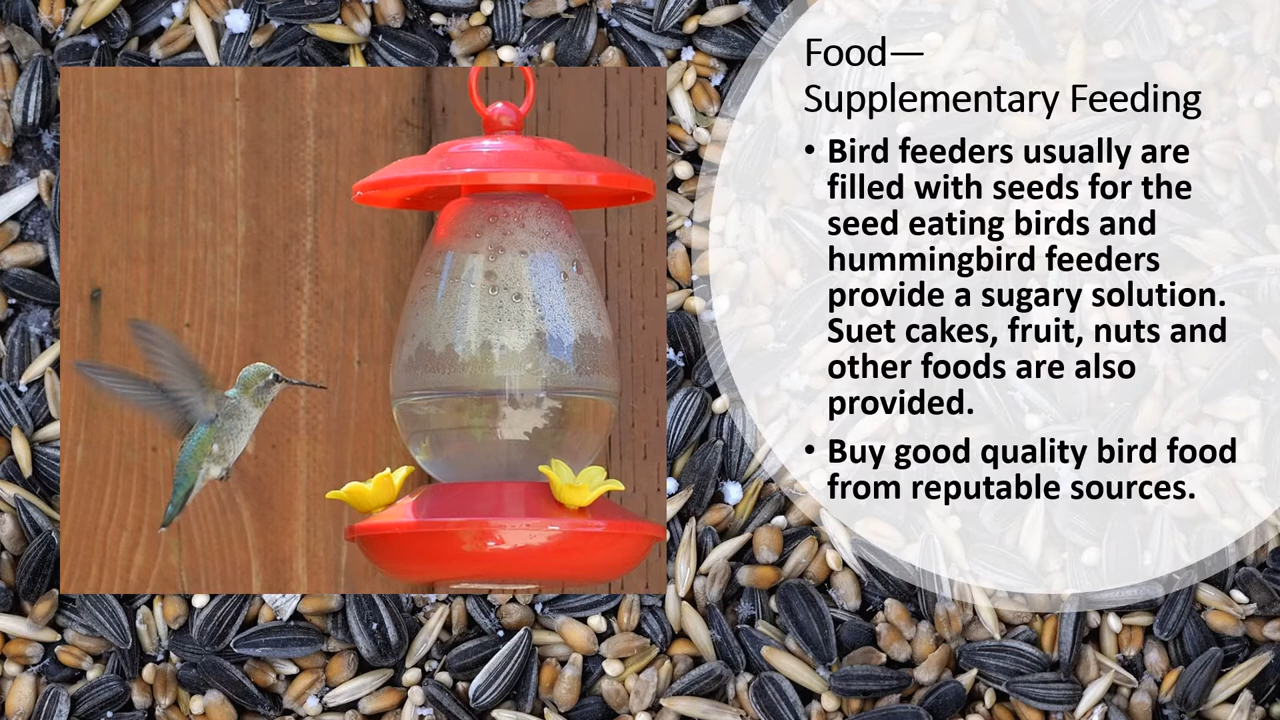 Food—
Supplementary Feeding
• Bird feeders usually are
filled with seeds for the
seed eating birds and
hummingbird feeders
provide a sugary solution.
Suet cakes, fruit, nuts and
other foods are also
provided.
• Buy good quality bird food
from reputable sources.